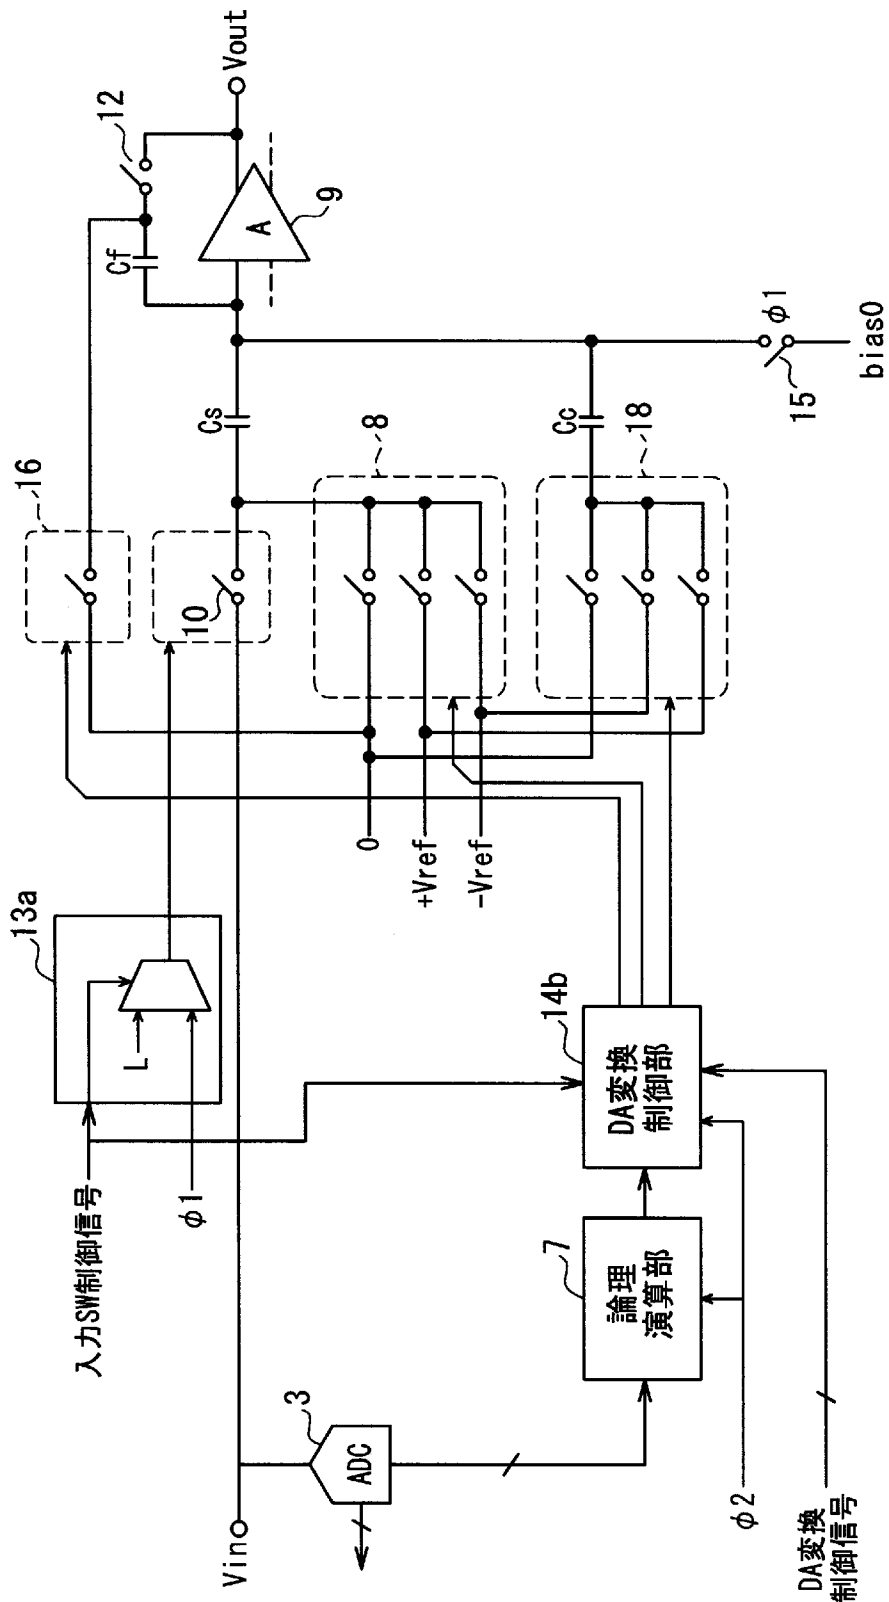 Vin
3
ADC
入力SW制御信号
φ1
13a
L
16
10
Cs
Cf
12
A
9
Vout
0
+Vref
-Vref
8
18
Cc
φ1
15
bias0
7
論理
演算部
14b
DA変換
制御部
φ2
DA変換
制御信号